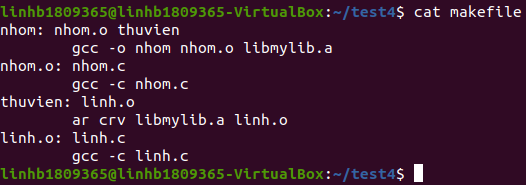 linhb1809365@linhb1809365-VirtualBox:~/test4$ cat makefile
nhom: nhom.o thuvien
        gcc -o nhom nhom.o libmylib.a
nhom.o: nhom.c
        gcc -c nhom.c
thuvien: linh.o
        ar crv libmylib.a linh.o
linh.o: linh.c
        gcc -c linh.c
linhb1809365@linhb1809365-VirtualBox:~/test4$